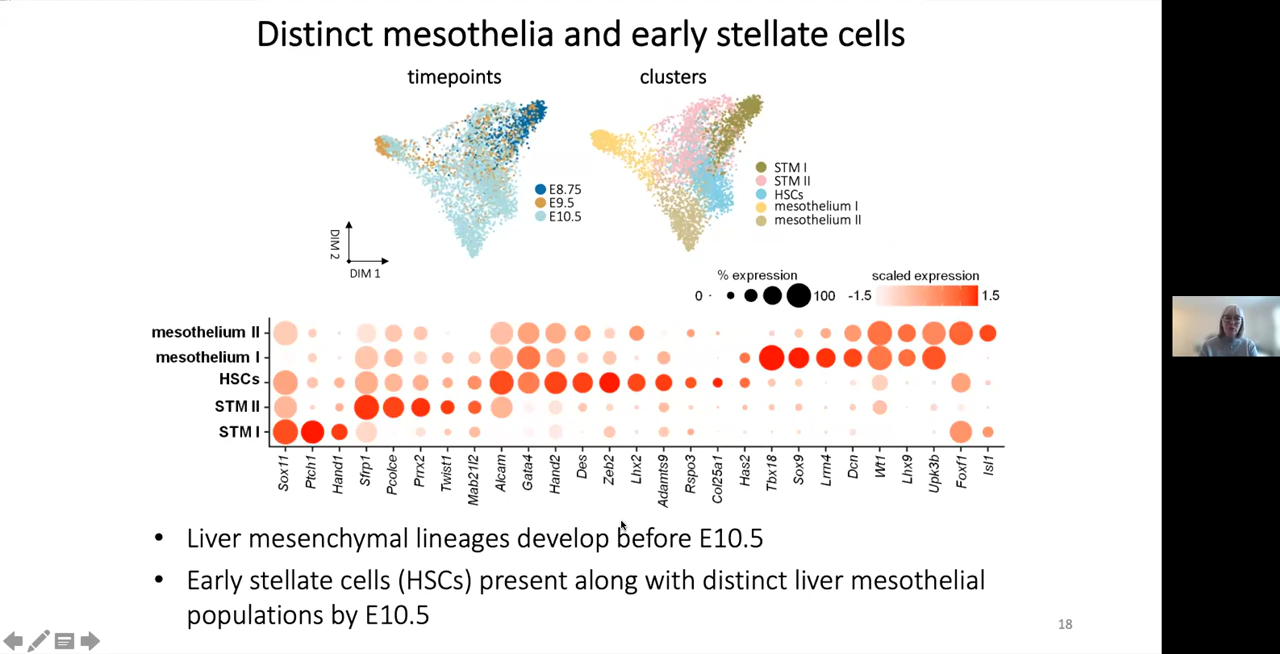 Distinct mesothelia and early stellate cells
timepoints
clusters
E8.75
E9.5
E10.5
STM I
STM II
HSCs
mesothelium I
mesothelium II
DIM 2
DIM 1
% expression
0
100
scaled expression
-1.5
1.5
mesothelium II
mesothelium I
HSCs
STM II
STM I
Sox11
Ptch1
Hand1
Sfrp1
Pcolce
Prrx2
Twist1
Mab21l2
Alcam
Gata4
Hand2
Des
Zeb2
Lhx2
Adamts9
Rspo3
Col25a1
Has2
Tbx18
Sox9
Lrrn4
Dcn
Wt1
Lhx9
Upk3b
Foxf1
Isl1
• Liver mesenchymal lineages develop before E10.5
• Early stellate cells (HSCs) present along with distinct liver mesothelial
populations by E10.5
18